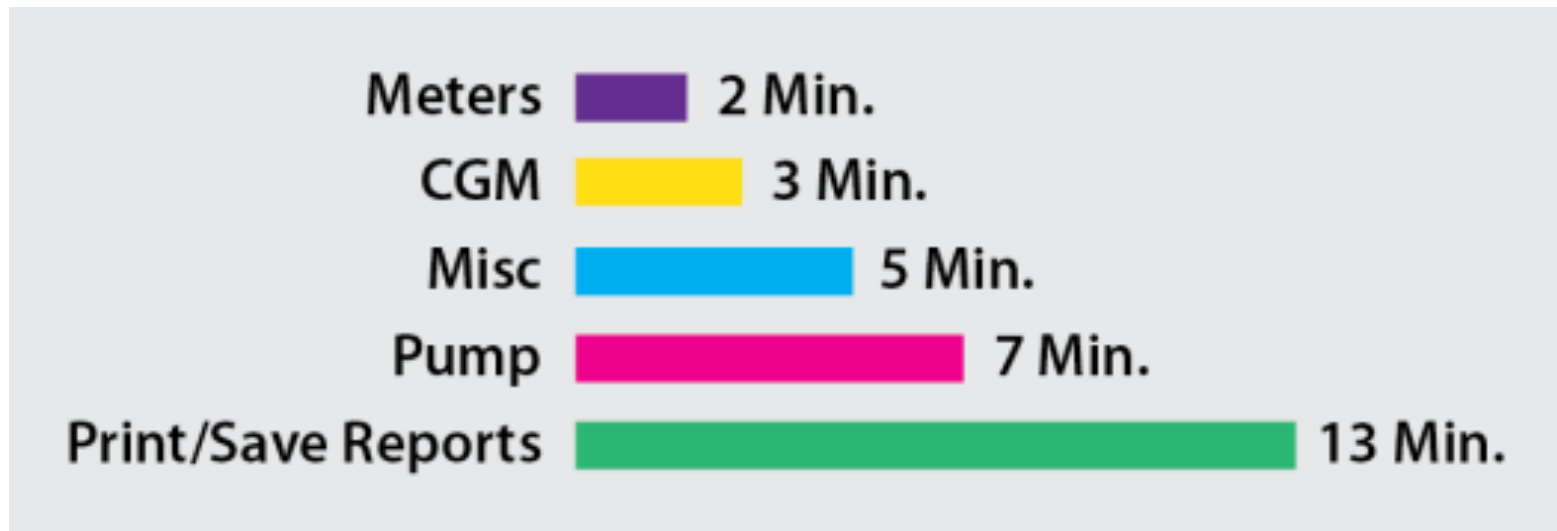 Meters 2 Min.
CGM 3 Min.
Misc 5 Min.
Pump 7 Min.
Print/Save Reports 13 Min.